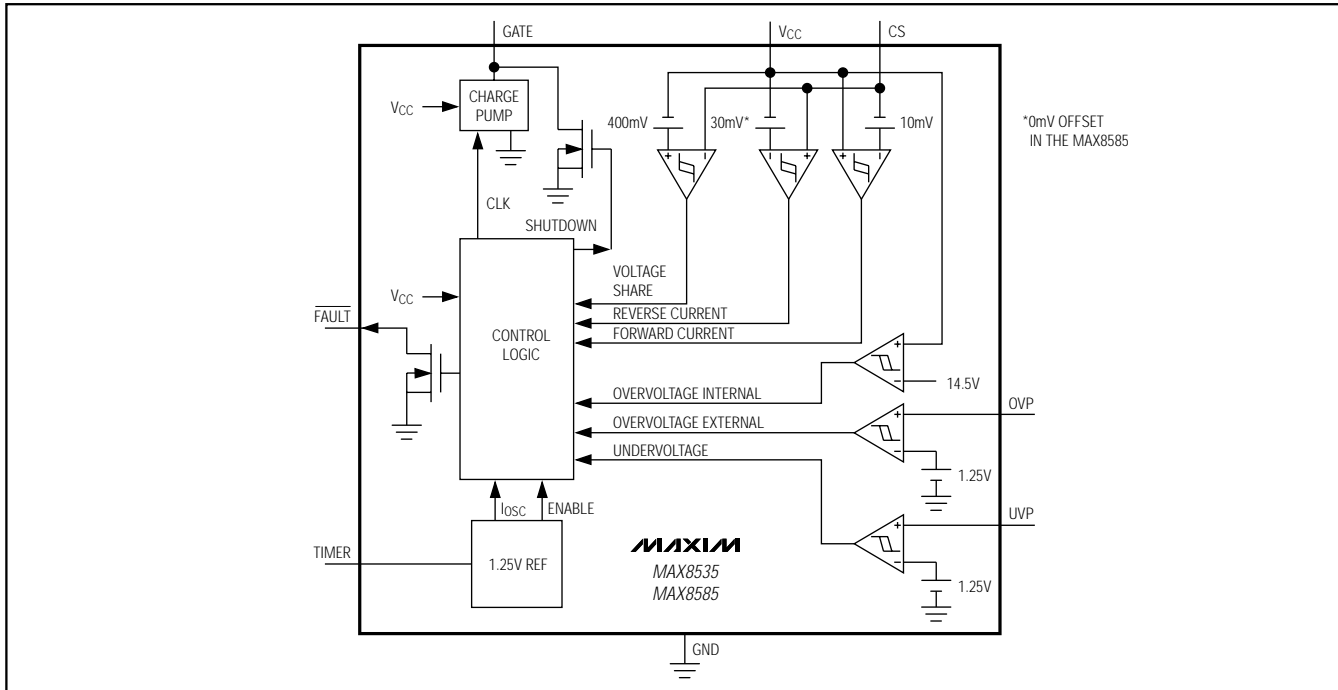 GATE
VCC
CS
VCC
CHARGE
PUMP
400mV
30mV*
10mV
*0mV OFFSET
IN THE MAX8585
+
–
–
+
+
–
CLK
SHUTDOWN
VCC
FAULT
CONTROL
LOGIC
VOLTAGE
SHARE
REVERSE CURRENT
FORWARD CURRENT
+
–
14.5V
OVERVOLTAGE INTERNAL
OVP
OVERVOLTAGE EXTERNAL
+
–
1.25V
UNDERVOLTAGE
IOSC
ENABLE
UVP
+
–
1.25V
TIMER
1.25V REF
MAXIM
MAX8535
MAX8585
GND